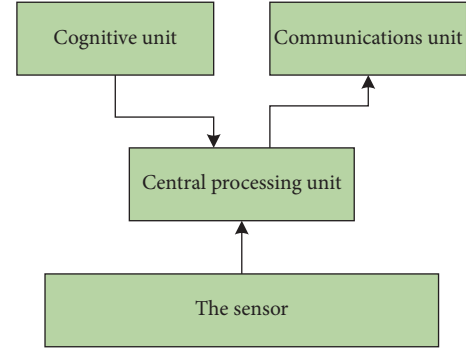 Cognitive unit
Communications unit
Central processing unit
The sensor